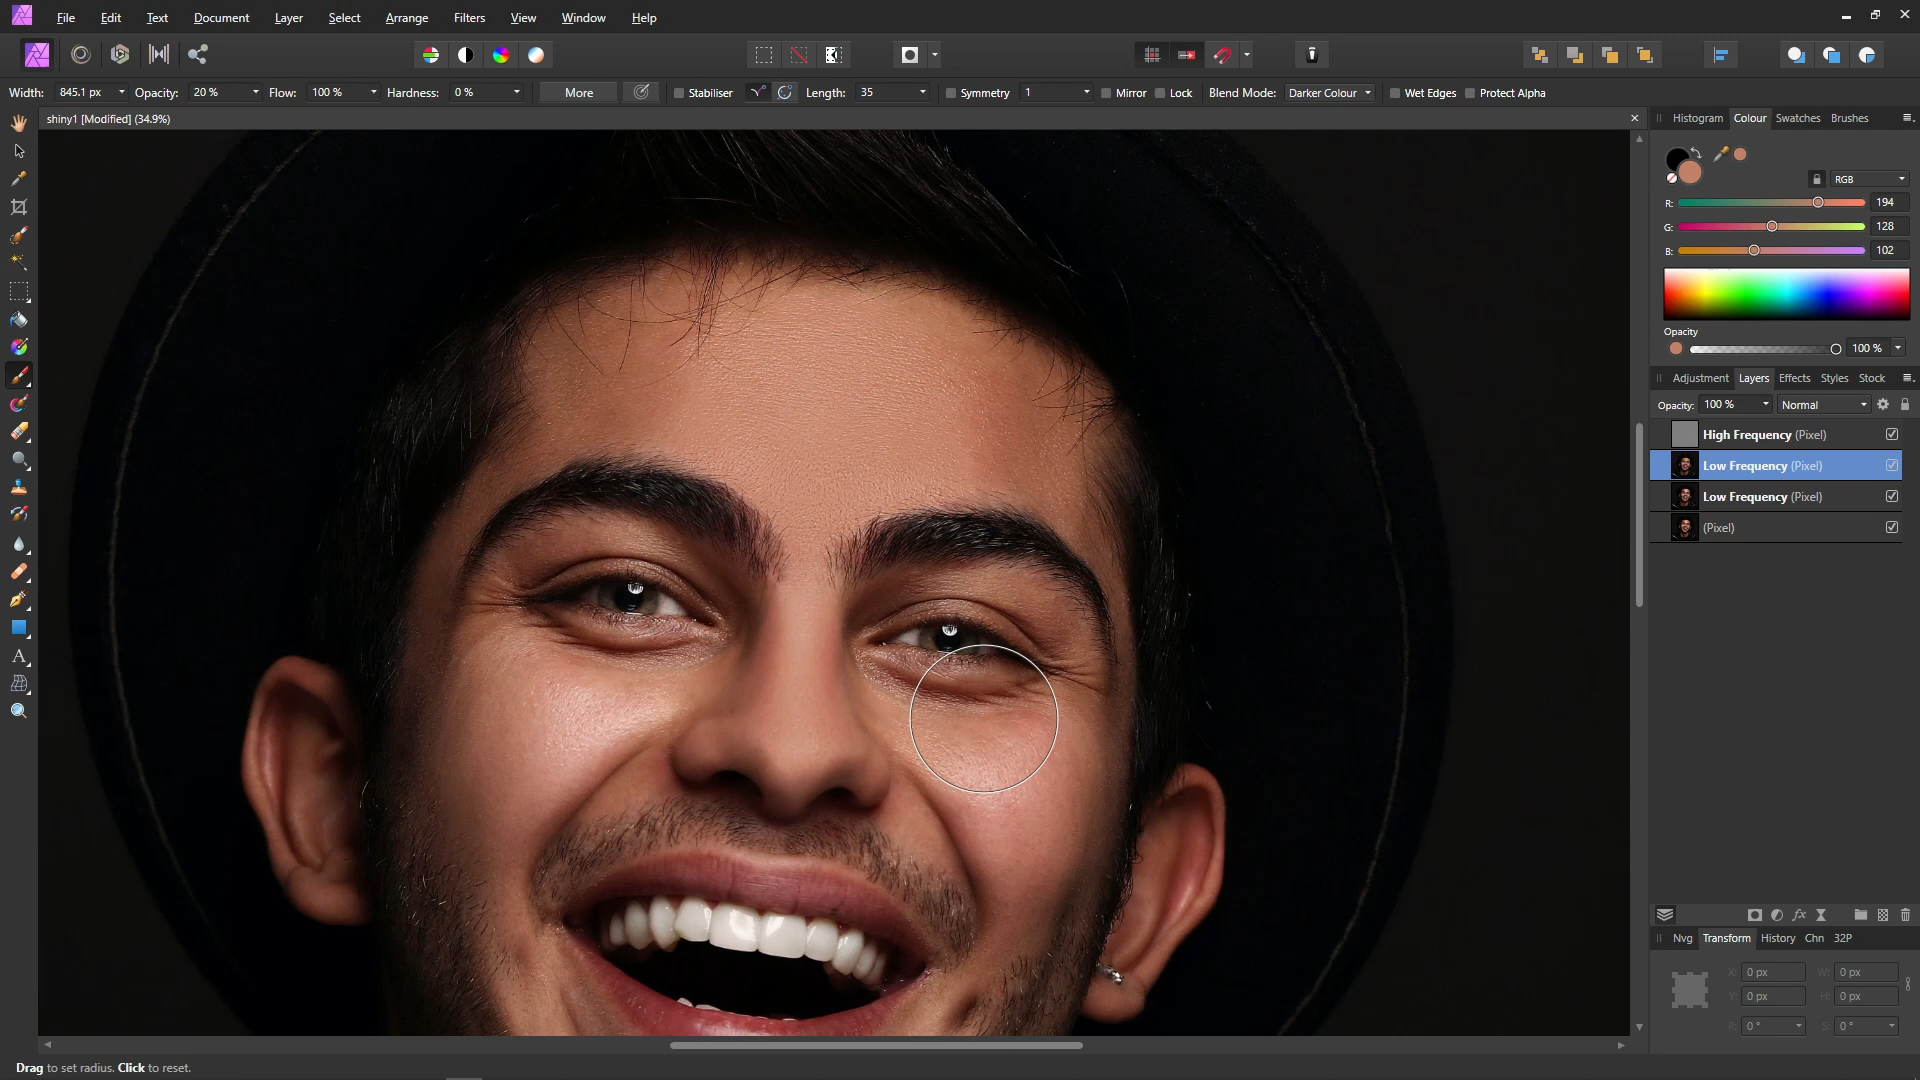 File Edit Text Document Layer Select Arrange Filters View Window Help
Width: 845.1 px Opacity: 20 % Flow: 100 % Hardness: 0 % More Stabiliser Length: 35 Symmetry 1 Mirror Lock Blend Mode: Darker Colour Wet Edges Protect Alpha
shiny1 [Modified] (34.9%)
Histogram Colour Swatches Brushes
RGB
R: 194
G: 128
B: 102
Opacity
100 %
Adjustment Layers Effects Styles Stock
Opacity: 100 % Normal
High Frequency (Pixel)
Low Frequency (Pixel)
Low Frequency (Pixel)
(Pixel)
Nvg Transform History Chn 32P
X: 0 px W: 0 px
Y: 0 px H: 0 px
R: 0 ° S: 0 °
Drag to set radius. Click to reset.